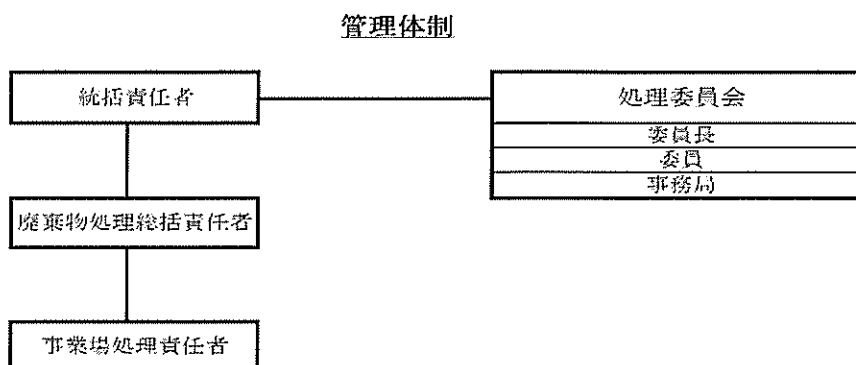 管理体制
統括責任者
処理委員会
委員長
委員
事務局
廃棄物処理総括責任者
事業場処理責任者